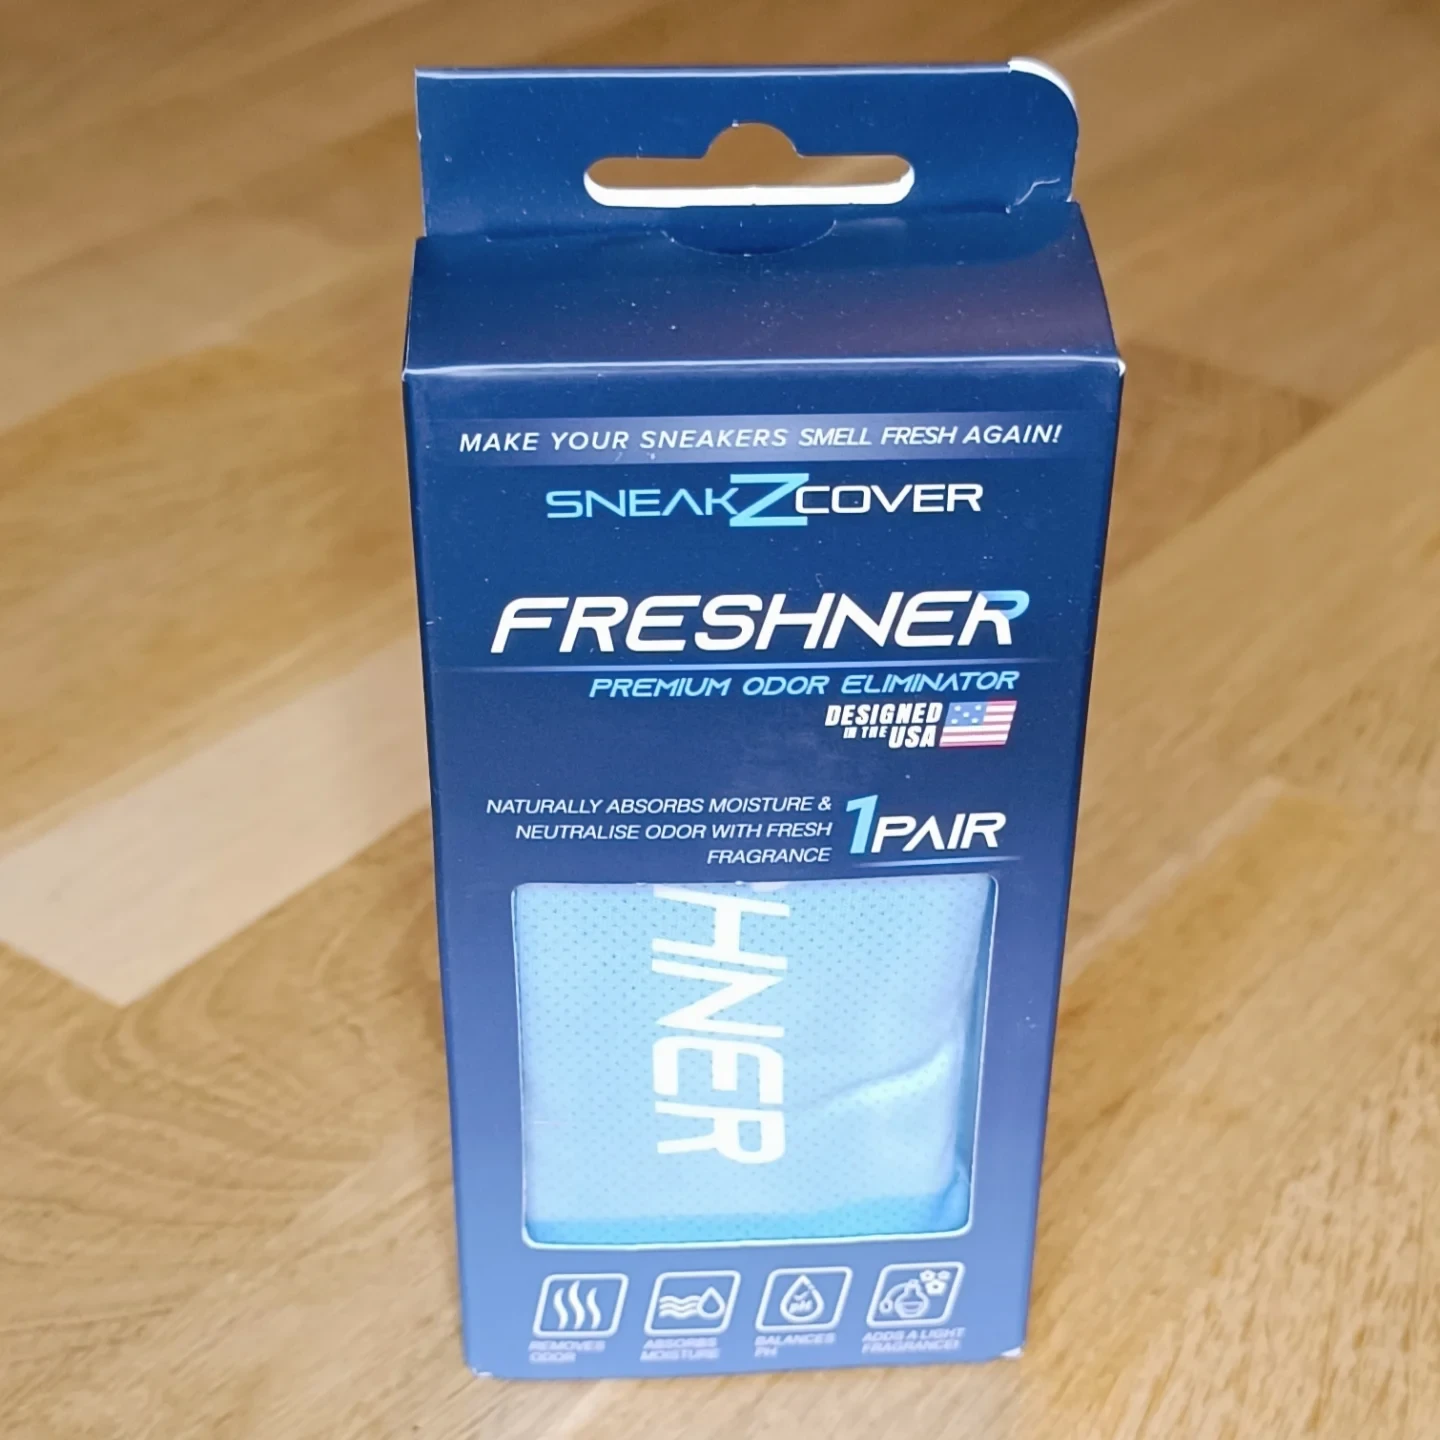 MAKE YOUR SNEAKERS SMELL FRESH AGAIN!
SNEAKZCOVER
FRESHNER
PREMIUM ODOR ELIMINATOR
DESIGNED
IN THE USA
NATURALLY ABSORBS MOISTURE &
NEUTRALISE ODOR WITH FRESH
FRAGRANCE
1PAIR
HNER
pH
REMOVES
ODOR
ABSORBS
MOISTURE
BALANCES
PH
ADDS A LIGHT
FRAGRANCE!